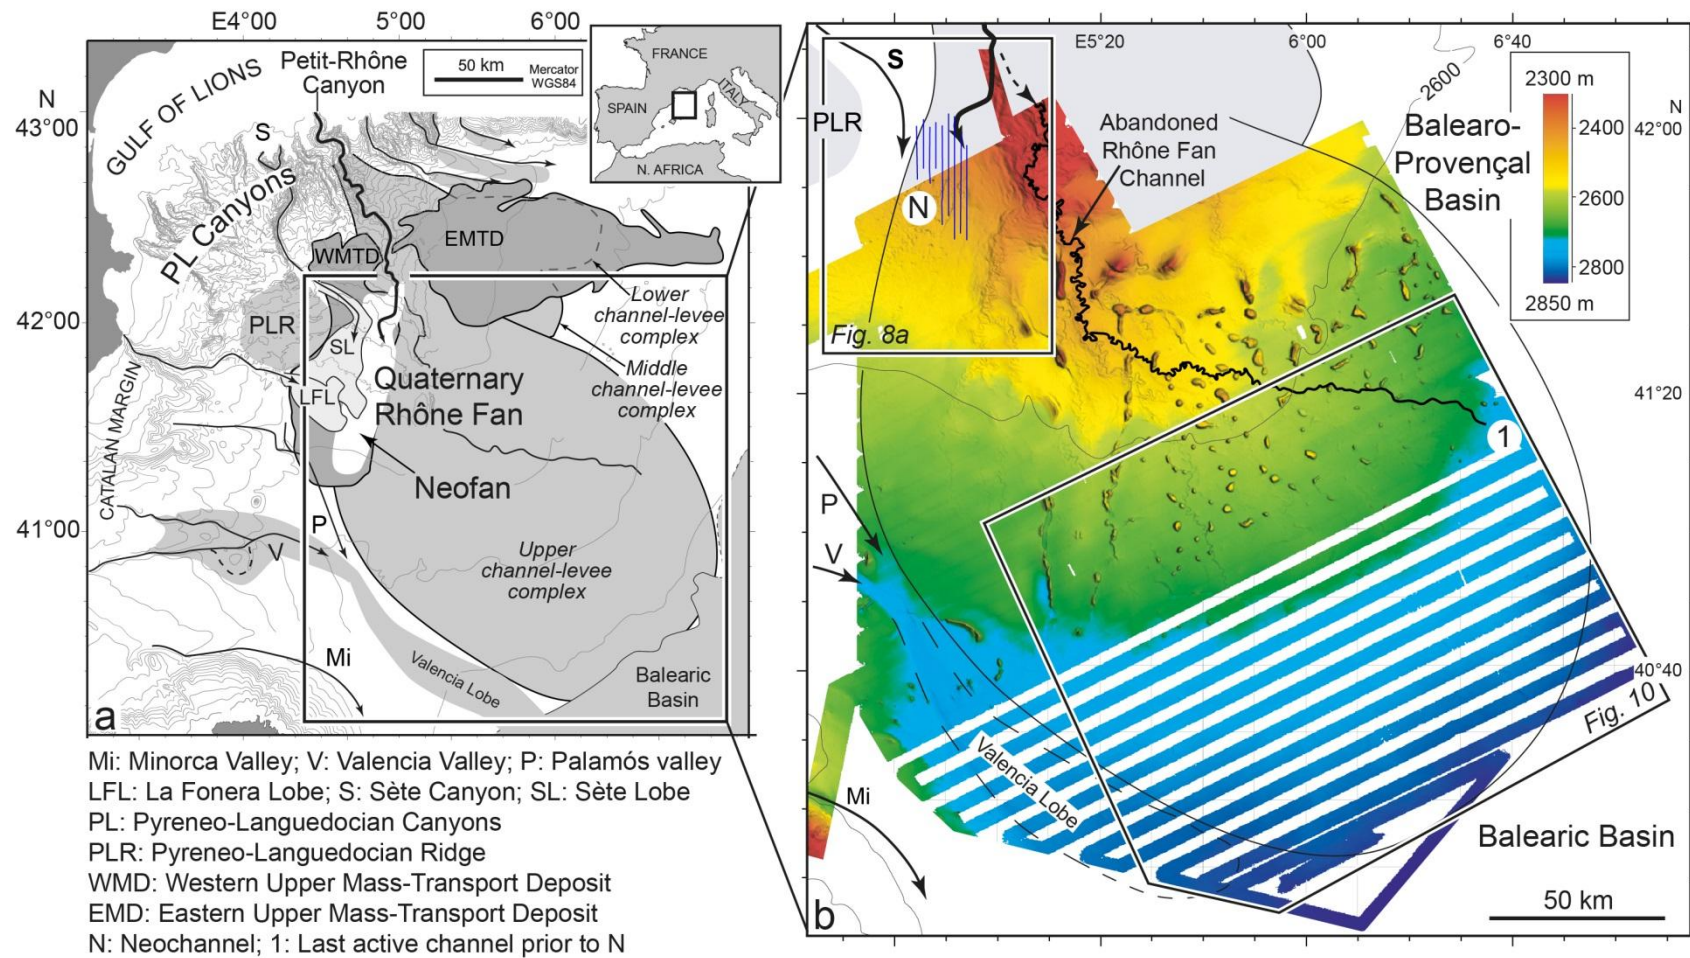 E4°00'
5°00'
6°00'
N
43°00'
42°00'
41°00'
GULF OF LIONS
Petit-Rhône
Canyon
50 km
Mercator
WGS84
FRANCE
SPAIN
ITALY
N. AFRICA
S
PL Canyons
WMTD
EMTD
PLR
SL
LFL
Lower
channel-levee
complex
Middle
channel-levee
complex
Quaternary
Rhône Fan
Neofan
CATALAN MARGIN
P
V
Upper
channel-levee
complex
Mi
Valencia Lobe
Balearic
Basin
a
Mi: Minorca Valley; V: Valencia Valley; P: Palamós valley
LFL: La Fonera Lobe; S: Sète Canyon; SL: Sète Lobe
PL: Pyreneo-Languedocian Canyons
PLR: Pyreneo-Languedocian Ridge
WMD: Western Upper Mass-Transport Deposit
EMD: Eastern Upper Mass-Transport Deposit
N: Neochannel; 1: Last active channel prior to N
E5°20
6°00
6°40
S
PLR
N
Fig. 8a
Abandoned
Rhône Fan
Channel
2600
Balearo-
Provençal
Basin
2300 m
2400
2600
2800
2850 m
N
42°00
41°20
40°40
1
P
V
Mi
Valencia Lobe
Fig. 10
Balearic Basin
50 km
b